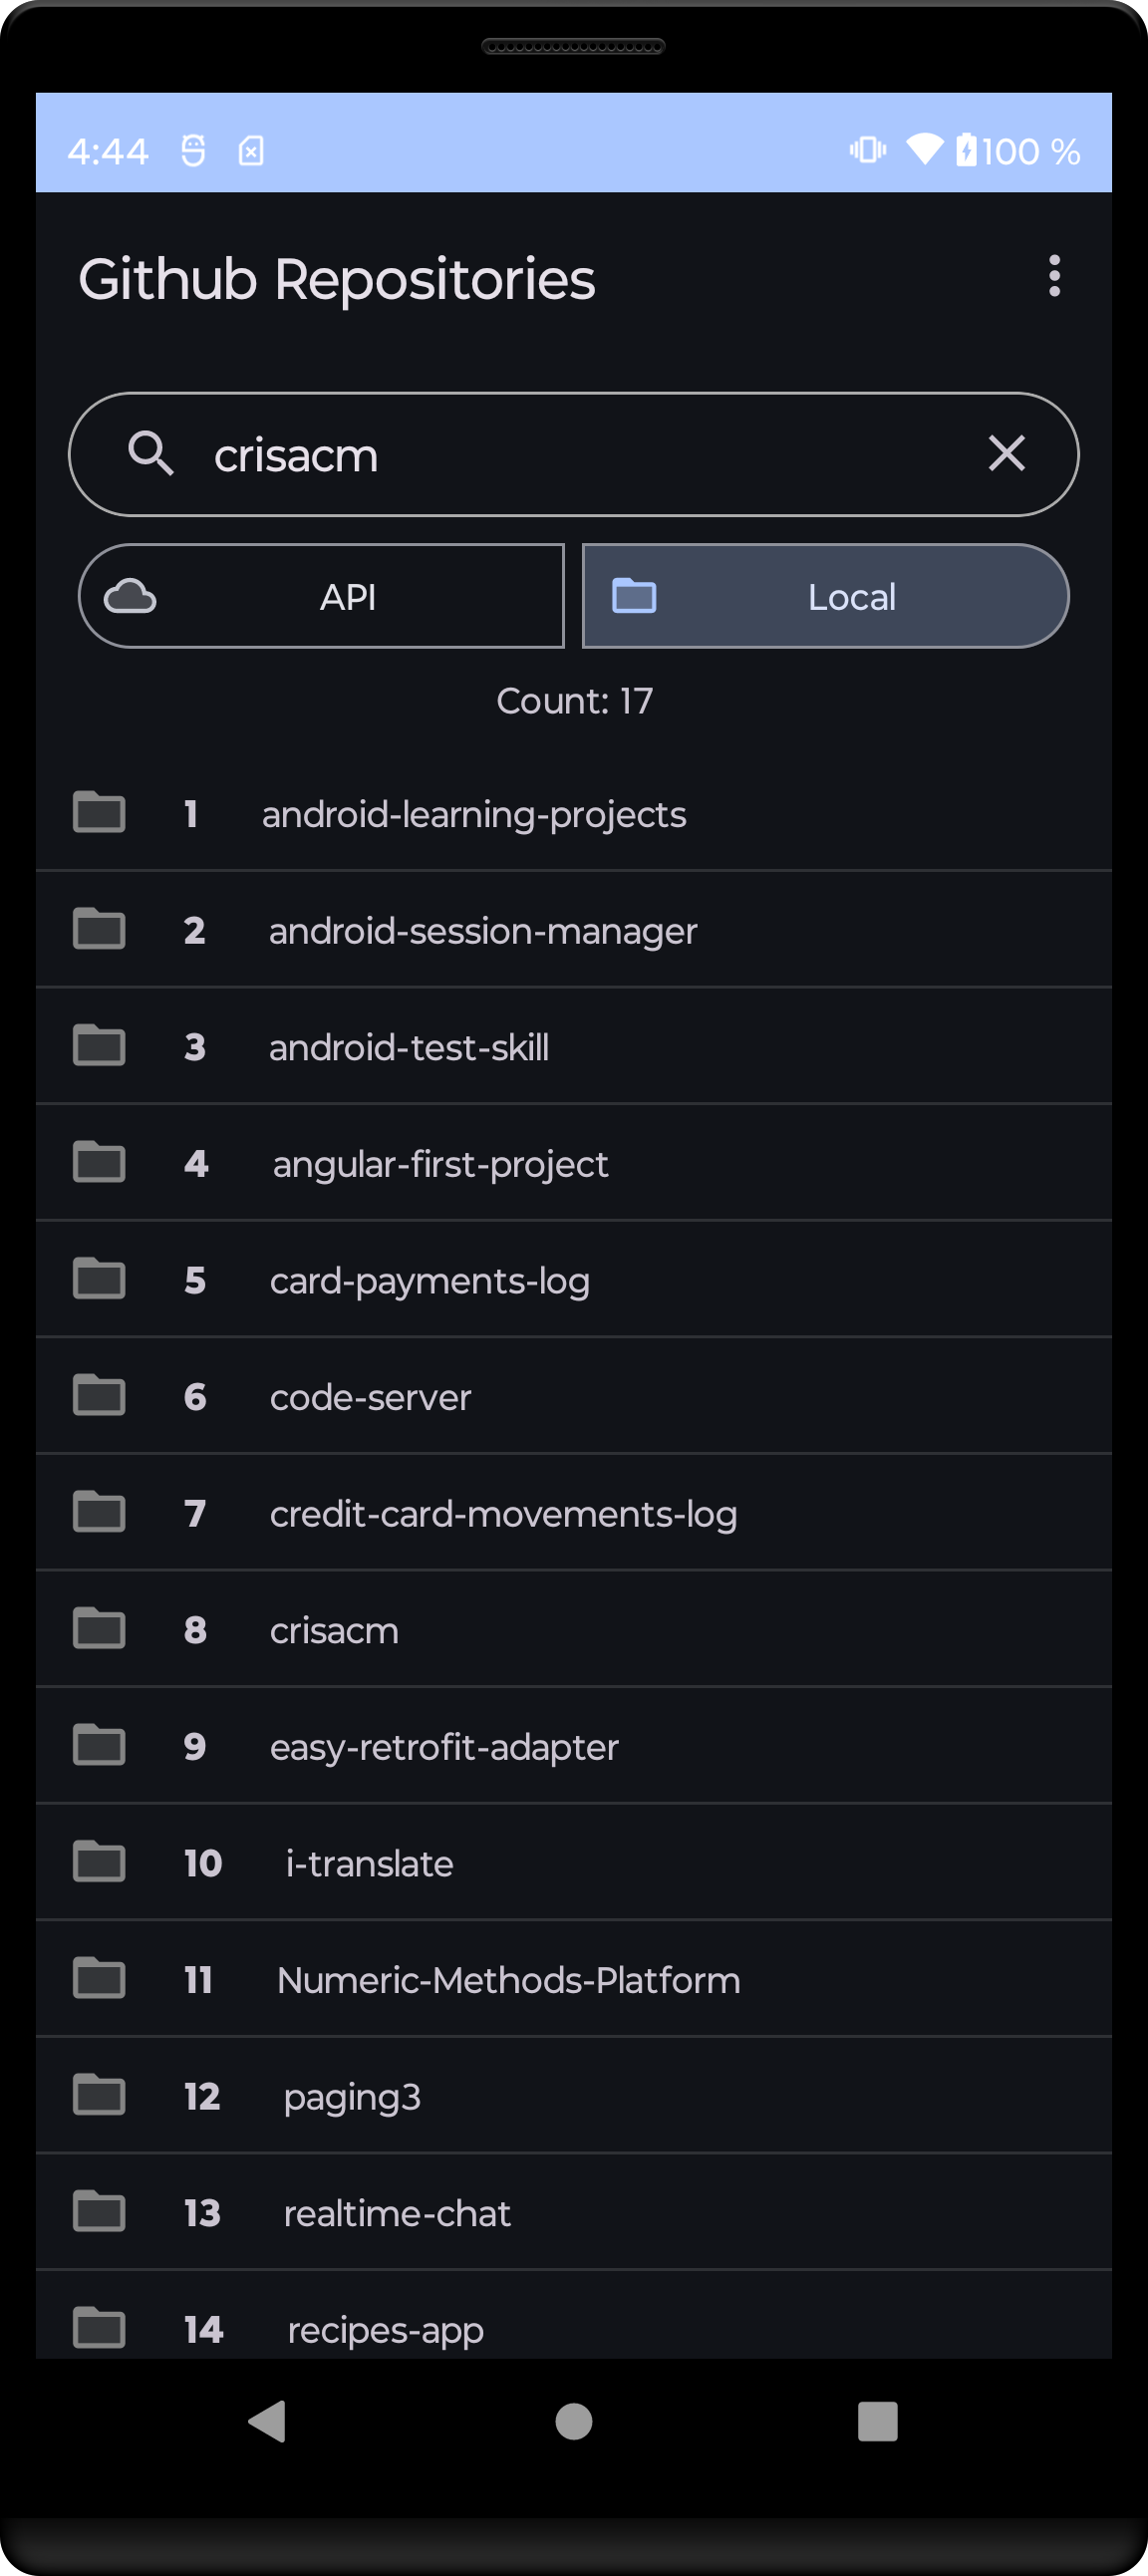 4:44 100 %
Github Repositories
crisacm
API Local
Count: 17
1 android-learning-projects
2 android-session-manager
3 android-test-skill
4 angular-first-project
5 card-payments-log
6 code-server
7 credit-card-movements-log
8 crisacm
9 easy-retrofit-adapter
10 i-translate
11 Numeric-Methods-Platform
12 paging3
13 realtime-chat
14 recipes-app